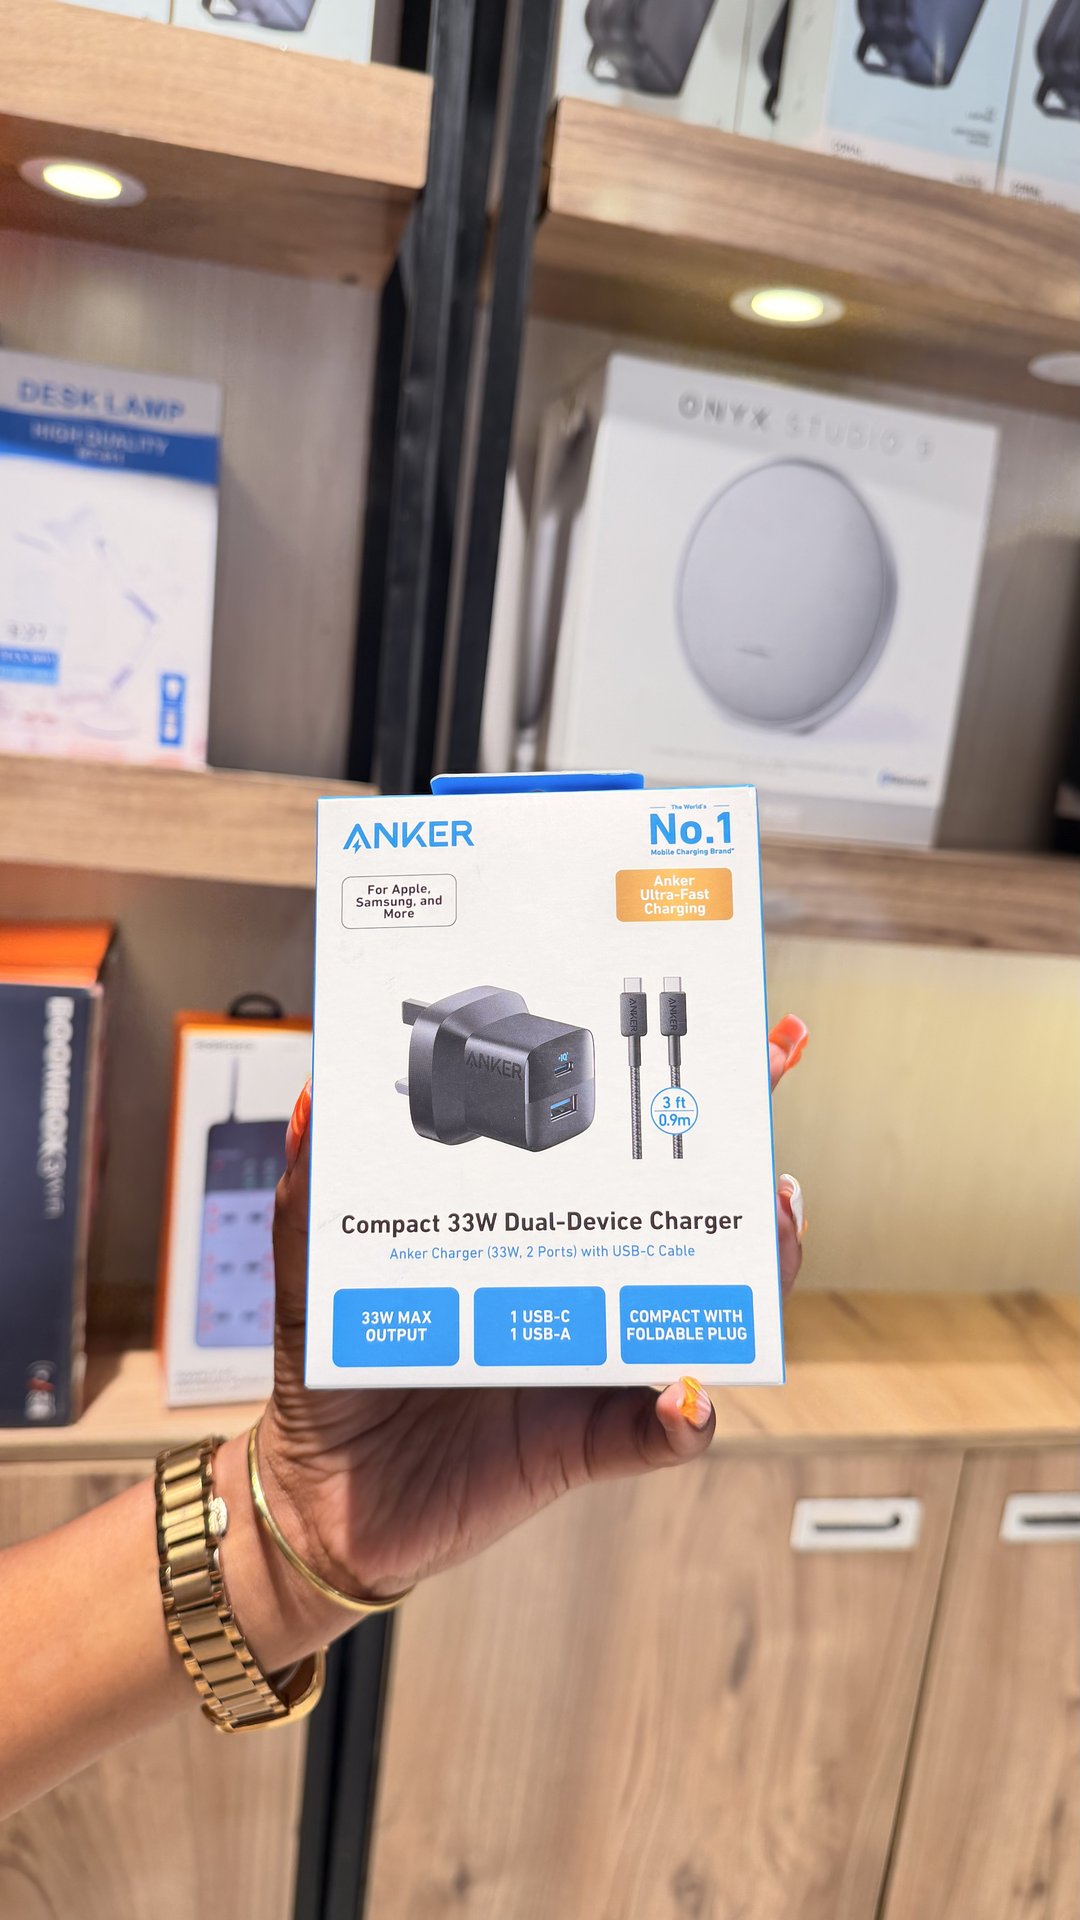 DESK LAMP
HIGH QUALITY
ONYX STUDIO 9
ANKER
The World's
No.1
Mobile Charging Brand*
For Apple,
Samsung, and
More
Anker
Ultra-Fast
Charging
ANKER
iQ
ANKER
ANKER
3 ft
0.9m
Compact 33W Dual-Device Charger
Anker Charger (33W, 2 Ports) with USB-C Cable
33W MAX
OUTPUT
1 USB-C
1 USB-A
COMPACT WITH
FOLDABLE PLUG
BOOMBOX